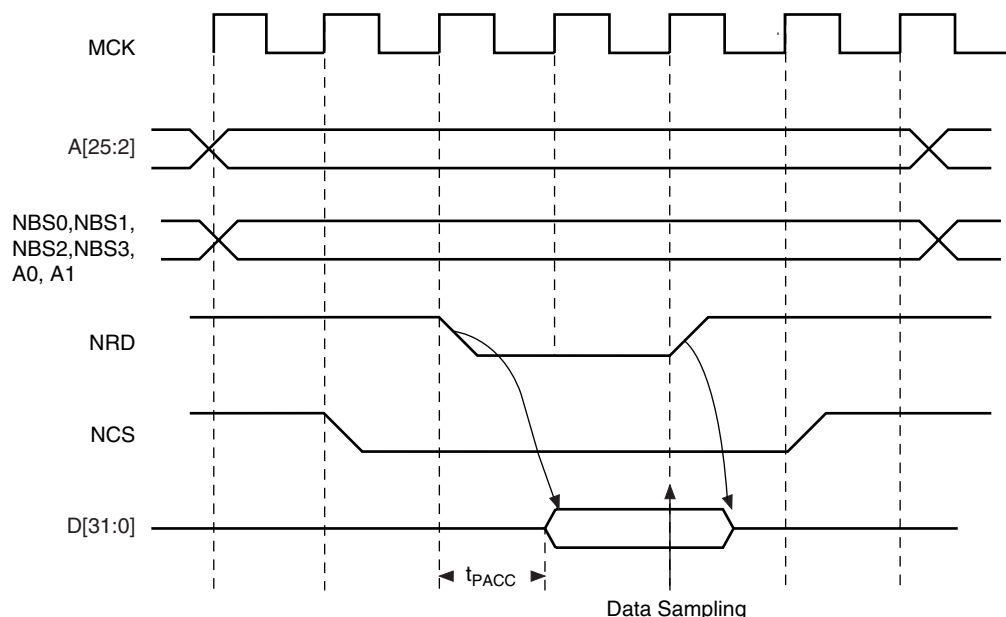 MCK
A[25:2]
NBS0,NBS1,
NBS2,NBS3,
A0, A1
NRD
NCS
D[31:0]
tPACC
Data Sampling